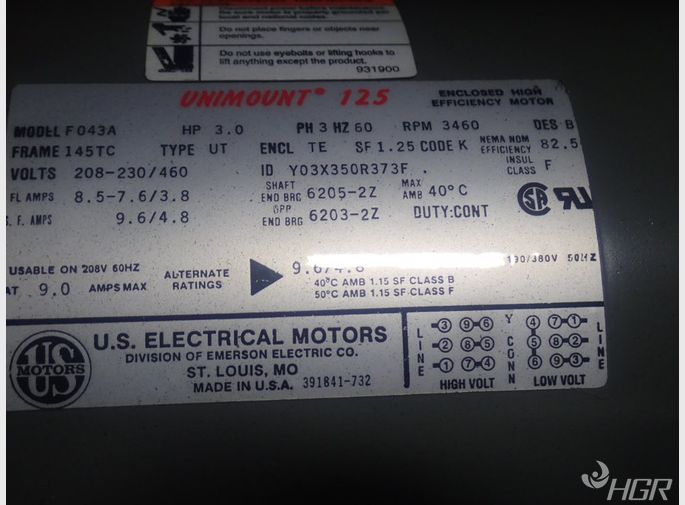 Do not place fingers or objects near
openings.
Do not use eyebolts or lifting hooks to
lift anything except the product.
931900
UNIMOUNT® 125
ENCLOSED HIGH
EFFICIENCY MOTOR
MODEL F043A HP 3.0 PH 3 HZ 60 RPM 3460 DES B
FRAME 145TC TYPE UT ENCL TE SF 1.25 CODE K NEMA NOM EFFICIENCY 82.5
VOLTS 208-230/460 ID Y03X350R373F INSUL CLASS F
FL AMPS 8.5-7.6/3.8 SHAFT END BRG 6205-2Z MAX AMB 40°C
S.F. AMPS 9.6/4.8 OPP END BRG 6203-2Z DUTY:CONT
SA
USABLE ON 208V 60HZ
AT 9.0 AMPS MAX
ALTERNATE
RATINGS
9.6/4.8 190/380V 50HZ
40°C AMB 1.15 SF CLASS B
50°C AMB 1.15 SF CLASS F
US
MOTORS
U.S. ELECTRICAL MOTORS
DIVISION OF EMERSON ELECTRIC CO.
ST. LOUIS, MO
MADE IN U.S.A. 391841-732
LINE
3 9 6
2 8 5
1 7 4
HIGH VOLT
Y CONN
4 7 1
5 8 2
6 9 3
LOW VOLT
LINE
HGR